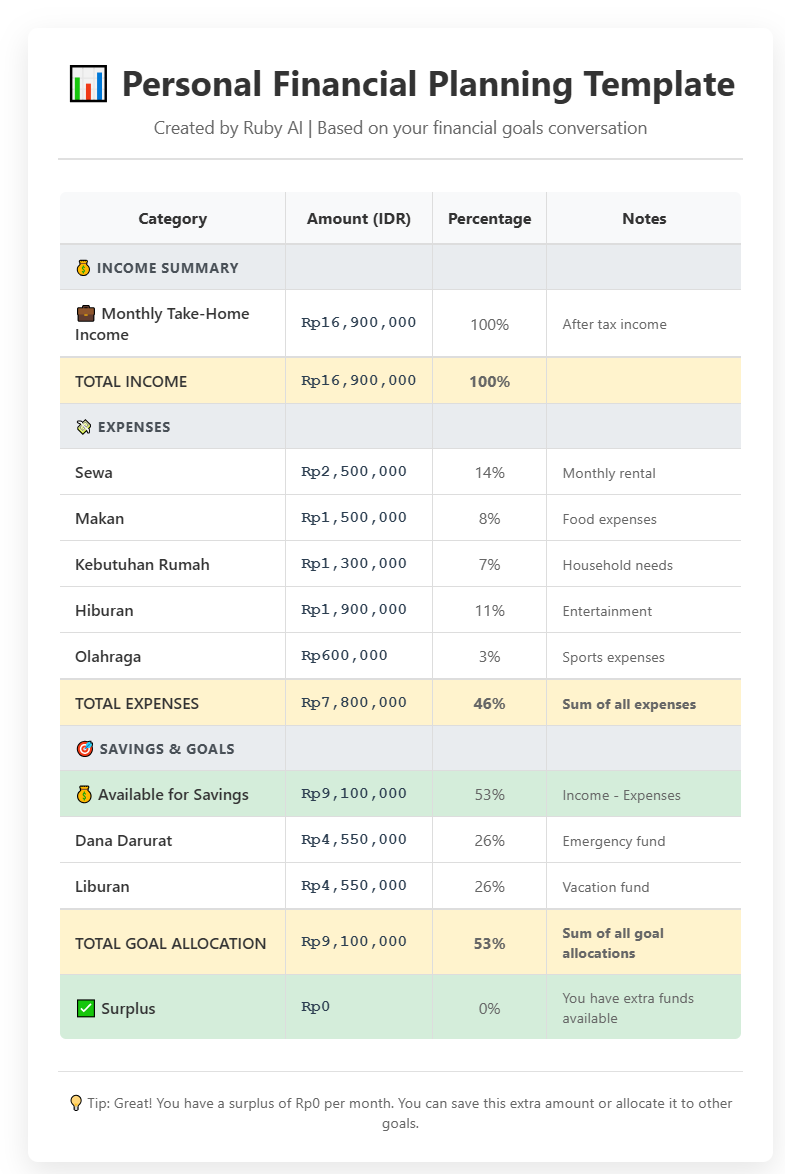 📊 Personal Financial Planning Template
Created by Ruby AI | Based on your financial goals conversation
Category Amount (IDR) Percentage Notes
💰 INCOME SUMMARY
💼 Monthly Take-Home
Income Rp16,900,000 100% After tax income
TOTAL INCOME Rp16,900,000 100%
💸 EXPENSES
Sewa Rp2,500,000 14% Monthly rental
Makan Rp1,500,000 8% Food expenses
Kebutuhan Rumah Rp1,300,000 7% Household needs
Hiburan Rp1,900,000 11% Entertainment
Olahraga Rp600,000 3% Sports expenses
TOTAL EXPENSES Rp7,800,000 46% Sum of all expenses
🎯 SAVINGS & GOALS
💰 Available for Savings Rp9,100,000 53% Income - Expenses
Dana Darurat Rp4,550,000 26% Emergency fund
Liburan Rp4,550,000 26% Vacation fund
TOTAL GOAL ALLOCATION Rp9,100,000 53% Sum of all goal
allocations
✅ Surplus Rp0 0% You have extra funds
available
💡 Tip: Great! You have a surplus of Rp0 per month. You can save this extra amount or allocate it to other
goals.